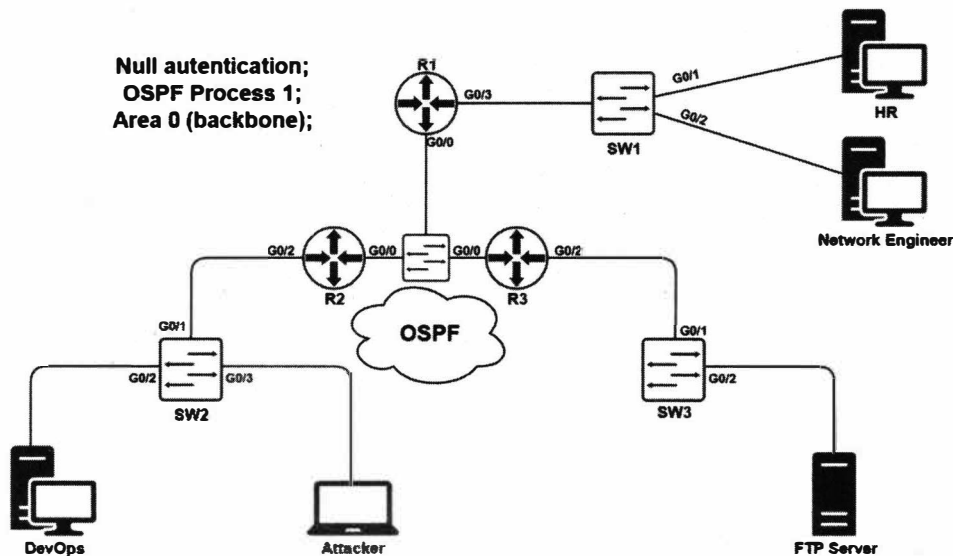 Null autentication;
OSPF Process 1;
Area 0 (backbone);
R1
G0/3
G0/0
SW1
G0/1
G0/2
HR
Network Engineer
G0/2
R2
G0/0
G0/0
R3
G0/2
OSPF
G0/1
G0/2
G0/3
SW2
G0/1
G0/2
SW3
DevOps
Attacker
FTP Server